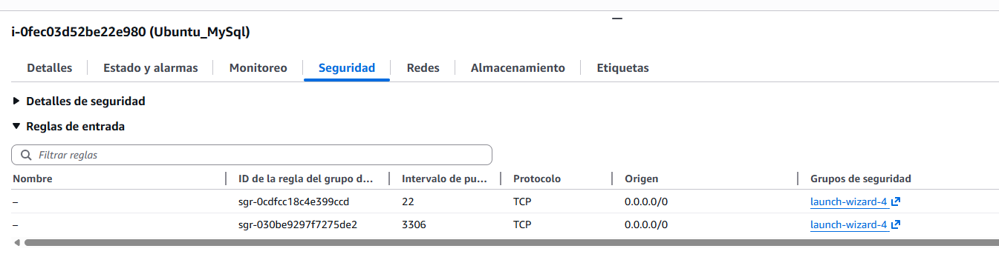 i-0fec03d52be22e980 (Ubuntu_MySql)
Detalles Estado y alarmas Monitoreo Seguridad Redes Almacenamiento Etiquetas
Detalles de seguridad
Reglas de entrada
Filtrar reglas
Nombre ID de la regla del grupo d... Intervalo de pu... Protocolo Origen Grupos de seguridad
– sgr-0cdfcc18c4e399ccd 22 TCP 0.0.0.0/0 launch-wizard-4
– sgr-030be9297f7275de2 3306 TCP 0.0.0.0/0 launch-wizard-4